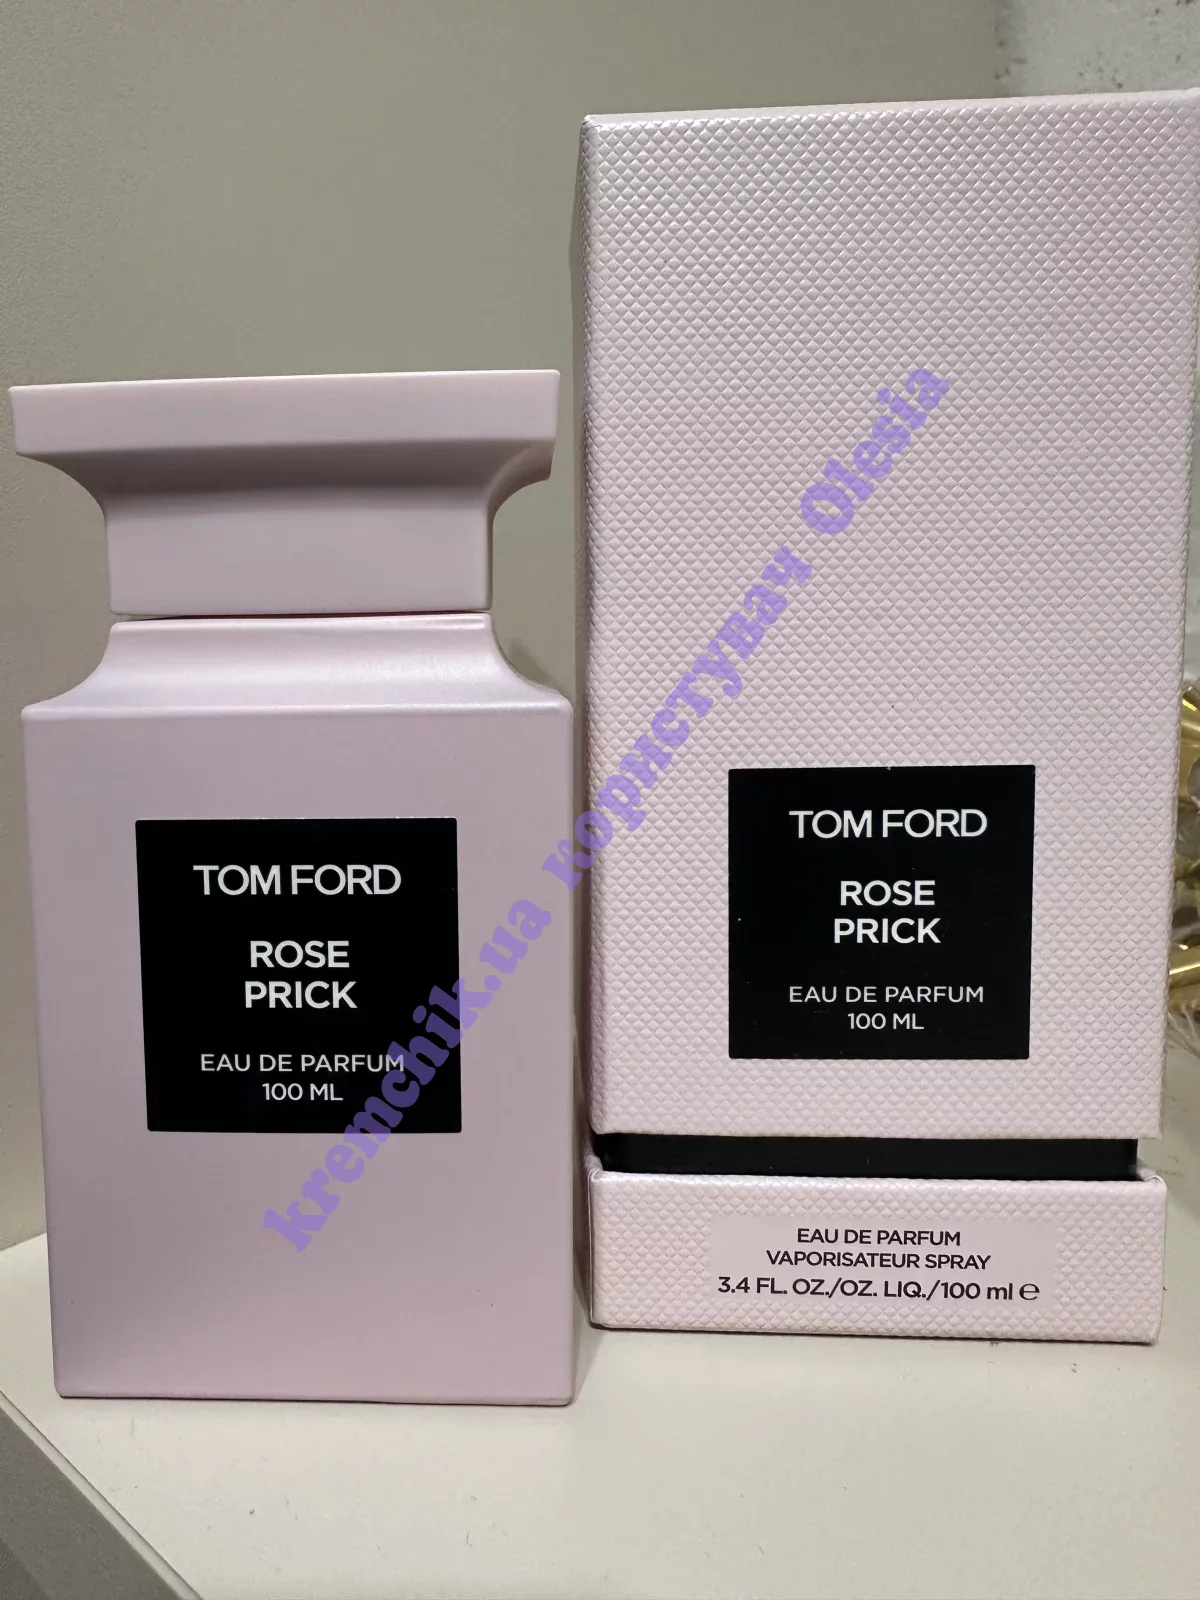 TOM FORD
ROSE
PRICK
EAU DE PARFUM
100 ML
TOM FORD
ROSE
PRICK
EAU DE PARFUM
100 ML
EAU DE PARFUM
VAPORISATEUR SPRAY
3.4 FL. OZ./OZ. LIQ./100 ml ℮
kremchik.ua користувач Olesia